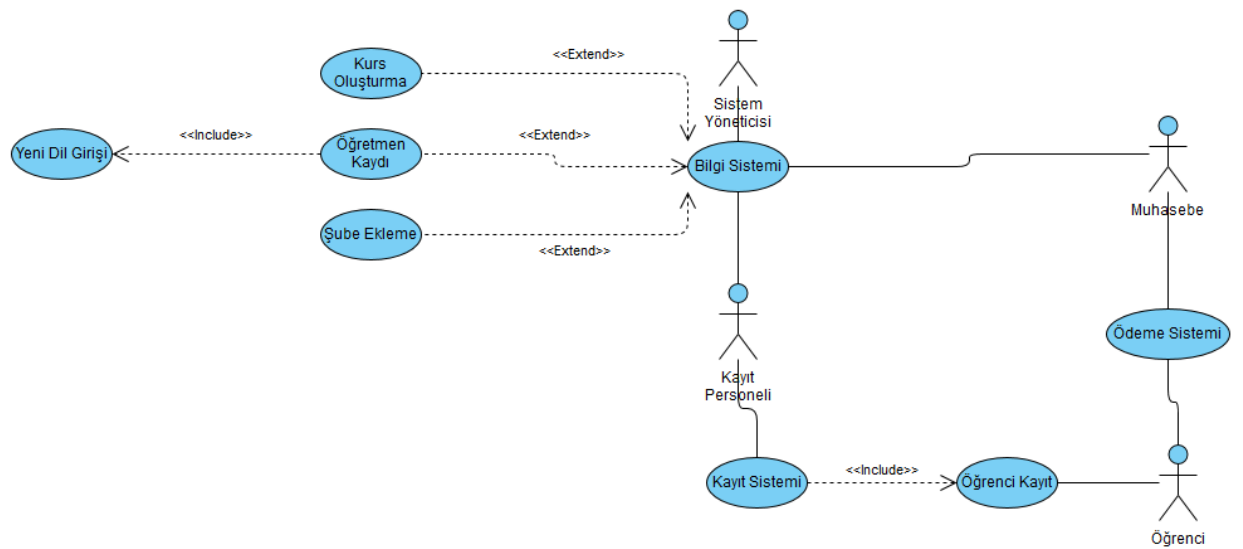 <<Extend>>
Kurs
Oluşturma
Sistem
Yöneticisi
<<Include>>
<<Extend>>
Yeni Dil Girişi
Öğretmen
Kaydı
Bilgi Sistemi
Muhasebe
Şube Ekleme
<<Extend>>
Ödeme Sistemi
Kayıt
Personeli
<<Include>>
Kayıt Sistemi
Öğrenci Kayıt
Öğrenci